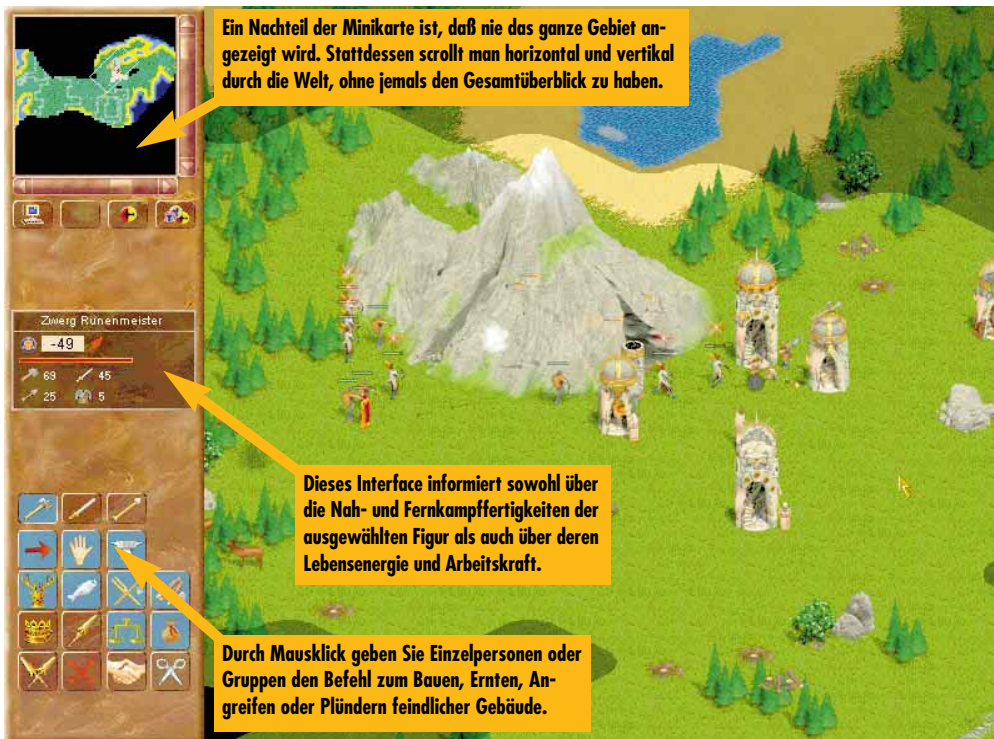 Ein Nachteil der Minikarte ist, daß nie das ganze Gebiet an-
gezeigt wird. Stattdessen scrollt man horizontal und vertikal
durch die Welt, ohne jemals den Gesamtüberblick zu haben.
Zwerg Runenmeister
-49
69 45
25 5
Dieses Interface informiert sowohl über
die Nah- und Fernkampffertigkeiten der
ausgewählten Figur als auch über deren
Lebensenergie und Arbeitskraft.
Durch Mausklick geben Sie Einzelpersonen oder
Gruppen den Befehl zum Bauen, Ernten, An-
greifen oder Plündern feindlicher Gebäude.